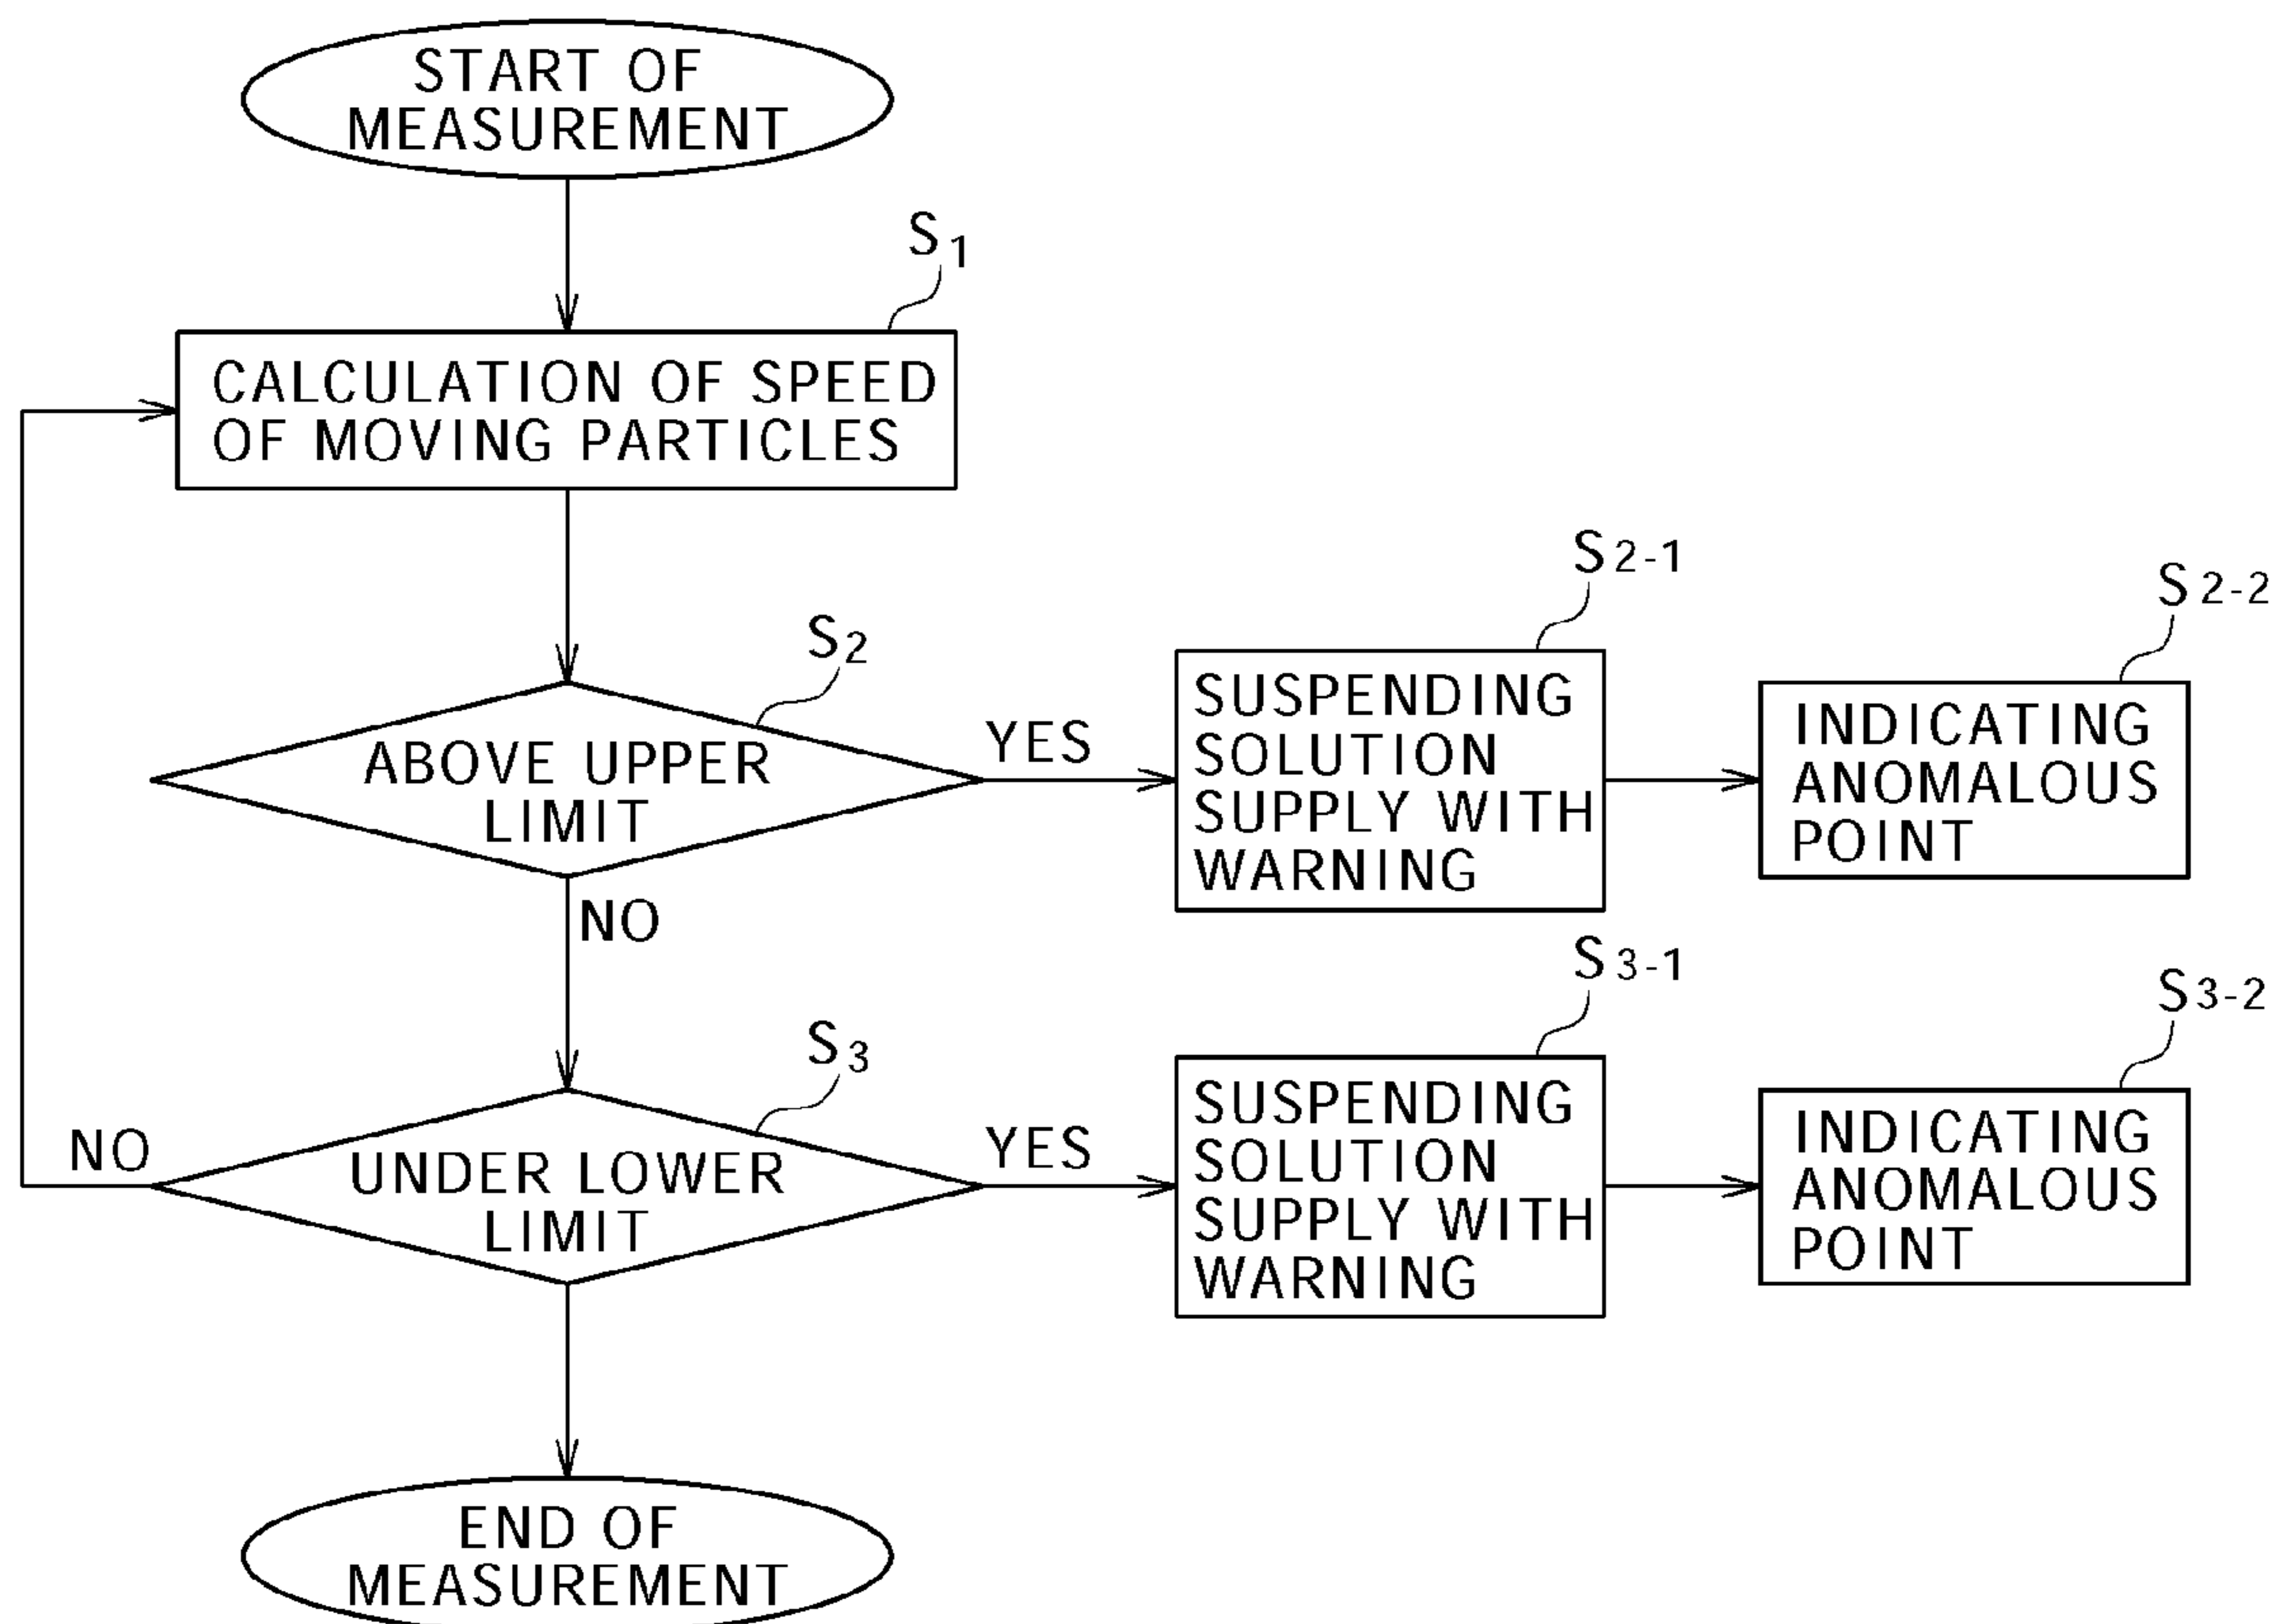 START OF
MEASUREMENT
S1
CALCULATION OF SPEED
OF MOVING PARTICLES
S2
ABOVE UPPER
LIMIT
YES
NO
S2-1
SUSPENDING
SOLUTION
SUPPLY WITH
WARNING
S2-2
INDICATING
ANOMALOUS
POINT
S3
UNDER LOWER
LIMIT
NO
YES
S3-1
SUSPENDING
SOLUTION
SUPPLY WITH
WARNING
S3-2
INDICATING
ANOMALOUS
POINT
END OF
MEASUREMENT